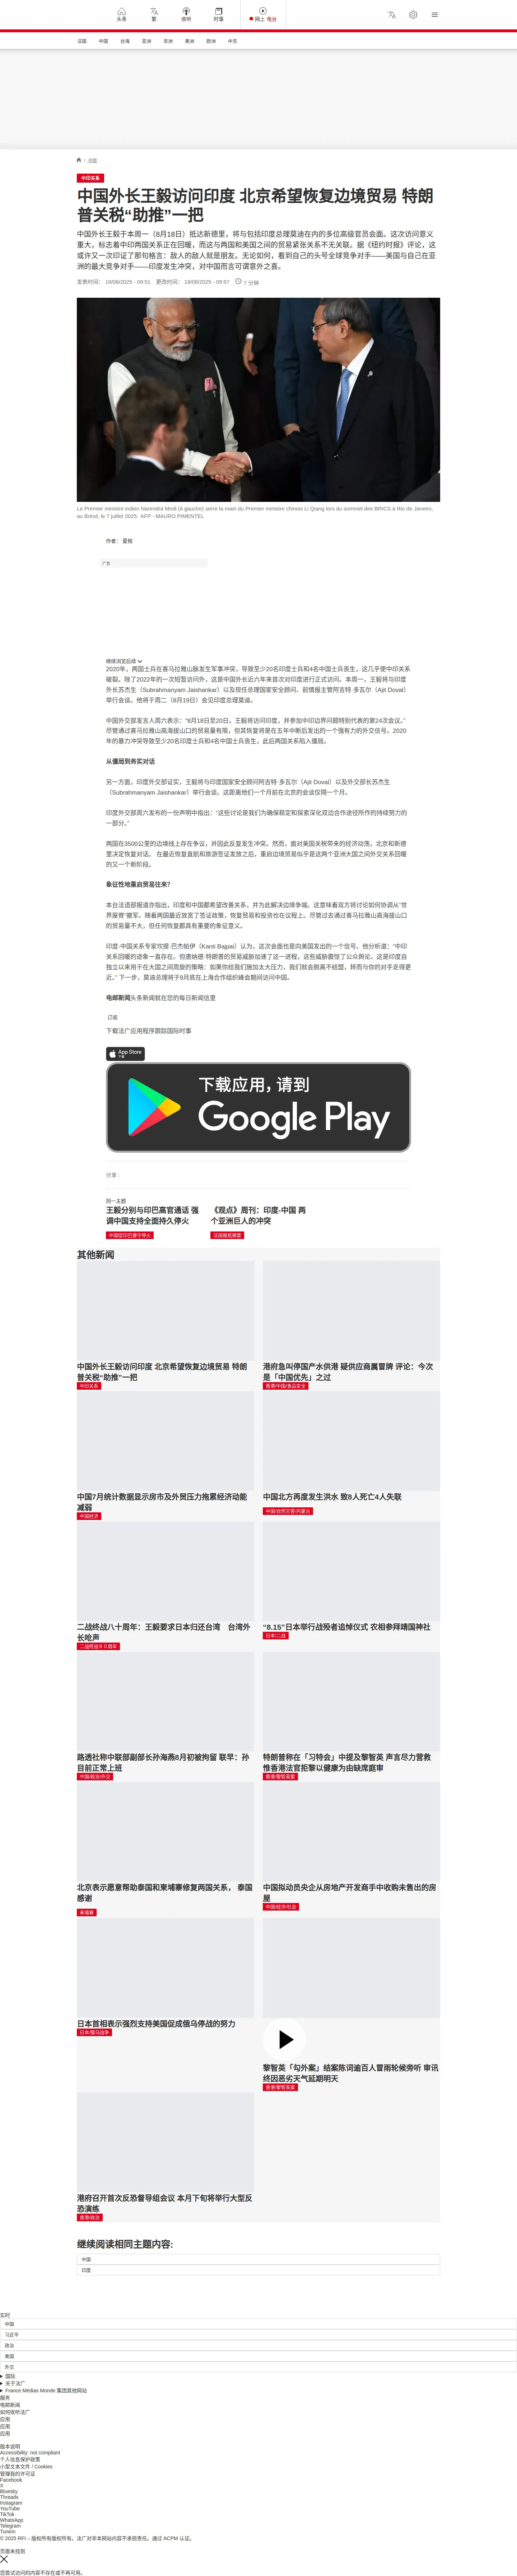 头条
繁
收听
时事
网上 电台
法国
中国
台海
亚洲
非洲
美洲
欧洲
中东
/ 中国
中印关系
中国外长王毅访问印度 北京希望恢复边境贸易 特朗
普关税“助推”一把
中国外长王毅于本周一（8月18日）抵达新德里，将与包括印度总理莫迪在内的多位高级官员会面。这次访问意义
重大，标志着中印两国关系正在回暖，而这与两国和美国之间的贸易紧张关系不无关联。据《纽约时报》评论，这
或许又一次印证了那句格言：敌人的敌人就是朋友。无论如何，看到自己的头号全球竞争对手——美国与自己在亚
洲的最大竞争对手——印度发生冲突，对中国而言可谓意外之喜。
发表时间： 18/08/2025 - 09:51 更改时间： 18/08/2025 - 09:57 7 分钟
Le Premier ministre indien Narendra Modi (à gauche) serre la main du Premier ministre chinois Li Qiang lors du sommet des BRICS à Rio de Janeiro,
au Brésil, le 7 juillet 2025. AFP - MAURO PIMENTEL
作者： 夏榕
广告
继续浏览后续
2020年，两国士兵在喜马拉雅山脉发生军事冲突，导致至少20名印度士兵和4名中国士兵丧生，这几乎使中印关系
破裂。除了2022年的一次短暂访问外，这是中国外长近六年来首次对印度进行正式访问。本周一，王毅将与印度
外长苏杰生（Subrahmanyam Jaishankar）以及现任总理国家安全顾问、前情报主管阿吉特·多瓦尔（Ajit Doval）
举行会谈。他将于周二（8月19日）会见印度总理莫迪。
中国外交部发言人周六表示：“8月18日至20日，王毅将访问印度，并参加中印边界问题特别代表的第24次会议。”
尽管通过喜马拉雅山高海拔山口的贸易量有限，但其恢复将是在五年中断后发出的一个强有力的外交信号。2020
年的暴力冲突导致至少20名印度士兵和4名中国士兵丧生，此后两国关系陷入僵局。
从僵局到务实对话
另一方面，印度外交部证实，王毅将与印度国家安全顾问阿吉特·多瓦尔（Ajit Doval）以及外交部长苏杰生
（Subrahmanyam Jaishankar）举行会谈。这距离他们一个月前在北京的会谈仅隔一个月。
印度外交部周六发布的一份声明中指出：“这些讨论是我们为确保稳定和探索深化双边合作途径所作的持续努力的
一部分。”
两国在3500公里的边境线上存在争议，并因此反复发生冲突。然而，面对美国关税带来的经济动荡，北京和新德
里决定恢复对话。 在最近恢复直航和旅游签证发放之后，重启边境贸易似乎是这两个亚洲大国之间外交关系回暖
的又一个新阶段。
象征性地重启贸易往来?
本台法语部报道亦指出，印度和中国都希望改善关系，并为此解决边境争端。这意味着双方将讨论如何协调从“世
界屋脊”撤军。随着两国最近放宽了签证政策，恢复贸易和投资也在议程上。尽管过去通过喜马拉雅山高海拔山口
的贸易量不大，但任何恢复都具有重要的象征意义。
印度-中国关系专家坎提·巴杰帕伊（Kanti Bajpai）认为，这次会面也是向美国发出的一个信号。他分析道：“中印
关系回暖的迹象一直存在。但唐纳德·特朗普的贸易威胁加速了这一进程，这些威胁震惊了公众舆论。这是印度自
独立以来用于在大国之间周旋的策略：如果你给我们施加太大压力，我们就会脱离不结盟，转而与你的对手走得更
近。” 下一步，莫迪总理将于8月底在上海合作组织峰会期间访问中国。
电邮新闻头条新闻就在您的每日新闻信里
订阅
下载法广应用程序跟踪国际时事
App Store
下载
下载应用，请到
Google Play
分享 :
同一主题
王毅分别与印巴高官通话 强
调中国支持全面持久停火
中国促印巴遵守停火
《观点》周刊：印度-中国 两
个亚洲巨人的冲突
法国报纸摘要
其他新闻
中国外长王毅访问印度 北京希望恢复边境贸易 特朗
普关税“助推”一把
中印关系
港府急叫停国产水供港 疑供应商属冒牌 评论：今次
是「中国优先」之过
香港/中国/食品安全
中国7月统计数据显示房市及外贸压力拖累经济动能
减弱
中国经济
中国北方再度发生洪水 致8人死亡4人失联
中国/自然灾害/内蒙古
二战终战八十周年：王毅要求日本归还台湾　台湾外
长呛声
二战终战８０周年
“8.15”日本举行战殁者追悼仪式 农相参拜靖国神社
日本/二战
路透社称中联部副部长孙海燕8月初被拘留 联早：孙
目前正常上班
中国/政治/外交
特朗普称在「习特会」中提及黎智英 声言尽力营救
惟香港法官拒黎以健康为由缺席庭审
香港/黎智英案
北京表示愿意帮助泰国和柬埔寨修复两国关系， 泰国
感谢
柬埔寨
中国拟动员央企从房地产开发商手中收购未售出的房
屋
中国/经济/社会
日本首相表示强烈支持美国促成俄乌停战的努力
日本/俄乌战争
黎智英「勾外案」结案陈词逾百人冒雨轮候旁听 审讯
终因恶劣天气延期明天
香港/黎智英案
港府召开首次反恐督导组会议 本月下旬将举行大型反
恐演练
香港/政治
继续阅读相同主题内容:
中国
印度
实时
中国
习近平
政治
美国
外交
国际
关于法广
France Médias Monde 集团其他网站
服务
电邮新闻
如何收听法广
应用
应用
应用
版本说明
Accessibility: not compliant
个人信息保护政策
小型文本文件 / Cookies
管理我的许可证
Facebook
X
Bluesky
Threads
Instagram
YouTube
TikTok
WhatsApp
Telegram
TuneIn
© 2025 RFI – 版权所有版权所有。法广对非本网站内容不承担责任。通过 ACPM 认证。
页面未找到
您尝试访问的内容不存在或不再可用。